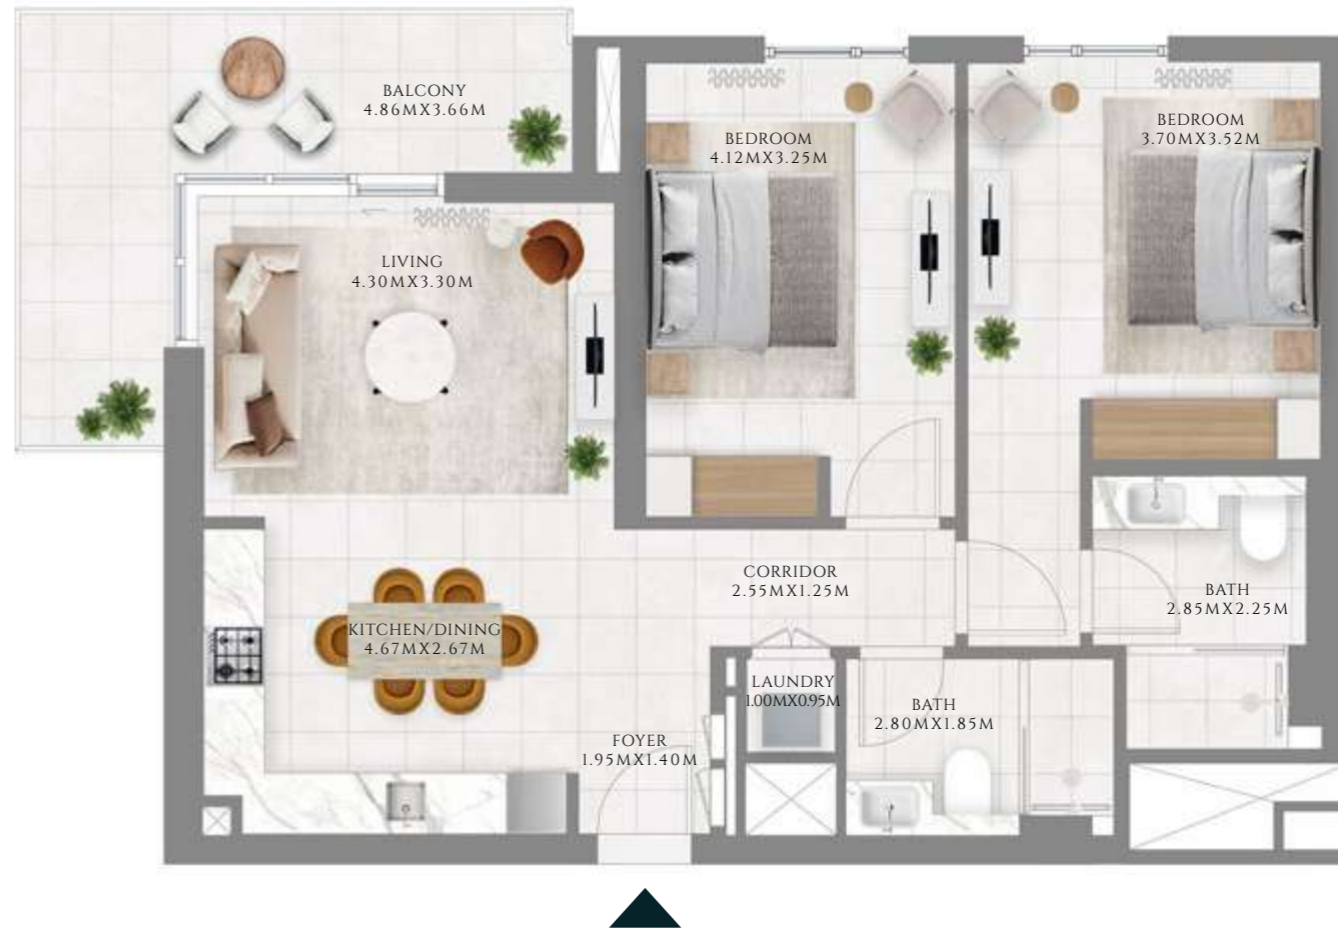 BALCONY
4.86MX3.66M
BEDROOM
4.12MX3.25M
BEDROOM
3.70MX3.52M
LIVING
4.30MX3.30M
CORRIDOR
2.55MX1.25M
BATH
2.85MX2.25M
KITCHEN/DINING
4.67MX2.67M
LAUNDRY
1.00MX0.95M
BATH
2.80MX1.85M
FOYER
1.95MX1.40M